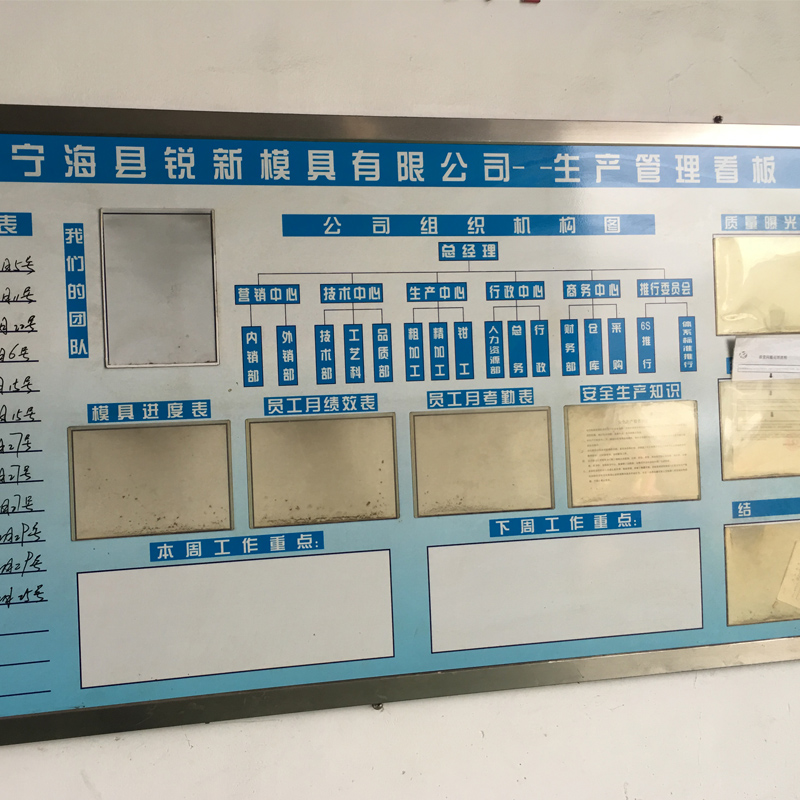 宁海县锐新模具有限公司--生产管理看板
表
我们的团队
公司组织机构图
质量曝光
总经理
营销中心 技术中心 生产中心 行政中心 商务中心 推行委员会
内销部 外销部 技术部 工艺科 品质部 粗加工 精加工 钳工 人力资源部 总务 行政 财务部 仓库 采购 6S推行 体系标准推行
模具进度表 员工月绩效表 员工月考勤表 安全生产知识
本周工作重点: 下周工作重点:
结